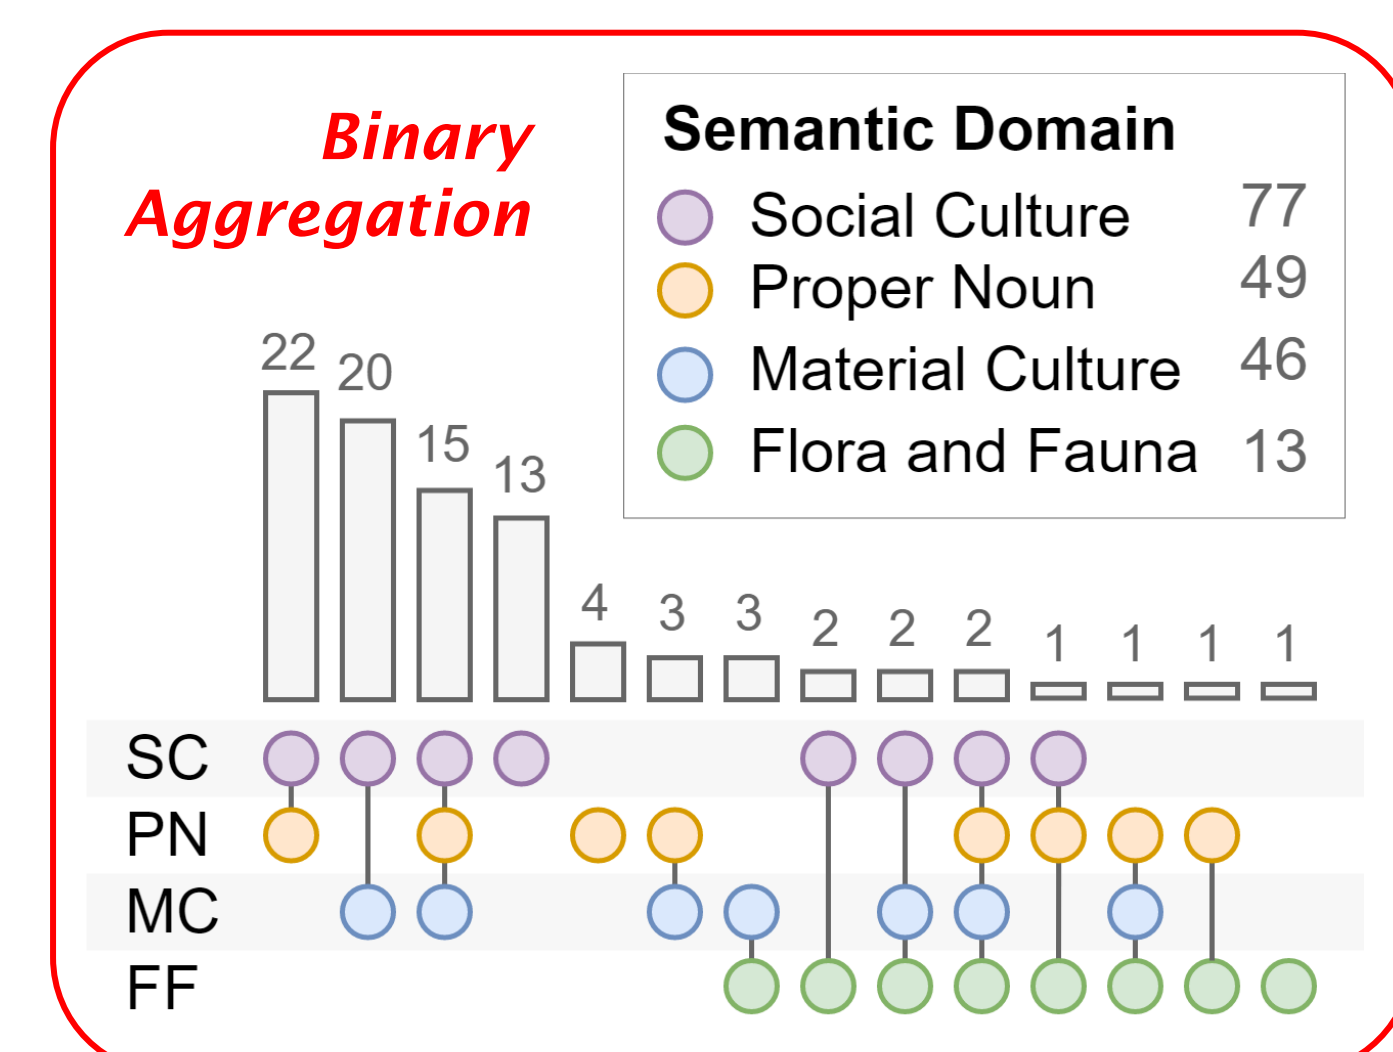 Binary
Aggregation
Semantic Domain
Social Culture 77
Proper Noun 49
Material Culture 46
Flora and Fauna 13
22 20 15 13 4 3 3 2 2 2 1 1 1 1
SC
PN
MC
FF